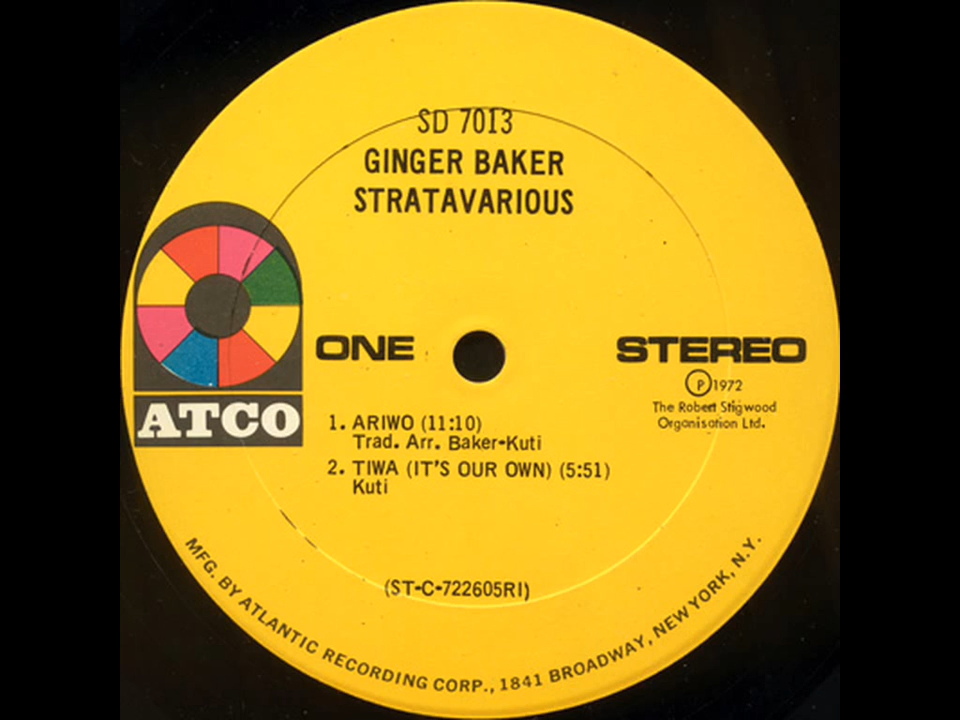 SD 7013
GINGER BAKER
STRATAVARIOUS
ATCO
ONE
STEREO
Ⓟ 1972
The Robert Stigwood
Organisation Ltd.
1. ARIWO (11:10)
Trad. Arr. Baker-Kuti
2. TIWA (IT'S OUR OWN) (5:51)
Kuti
(ST-C-722605RI)
MFG. BY ATLANTIC RECORDING CORP., 1841 BROADWAY, NEW YORK, N.Y.